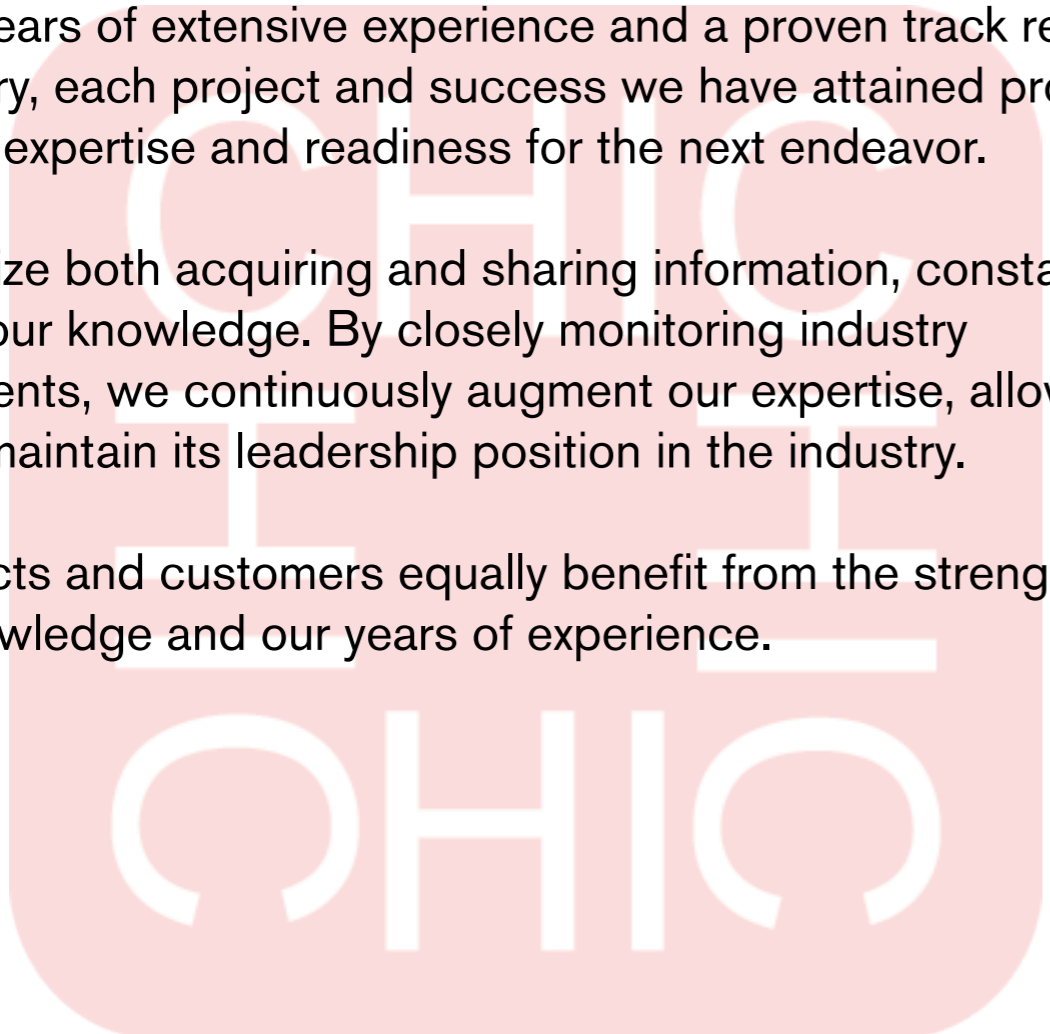 ears of extensive experience and a proven track re
ry, each project and success we have attained pro
expertise and readiness for the next endeavor.
ize both acquiring and sharing information, consta
our knowledge. By closely monitoring industry
ents, we continuously augment our expertise, allov
naintain its leadership position in the industry.
cts and customers equally benefit from the streng
wledge and our years of experience.
CHIC
HI HI
CHIC